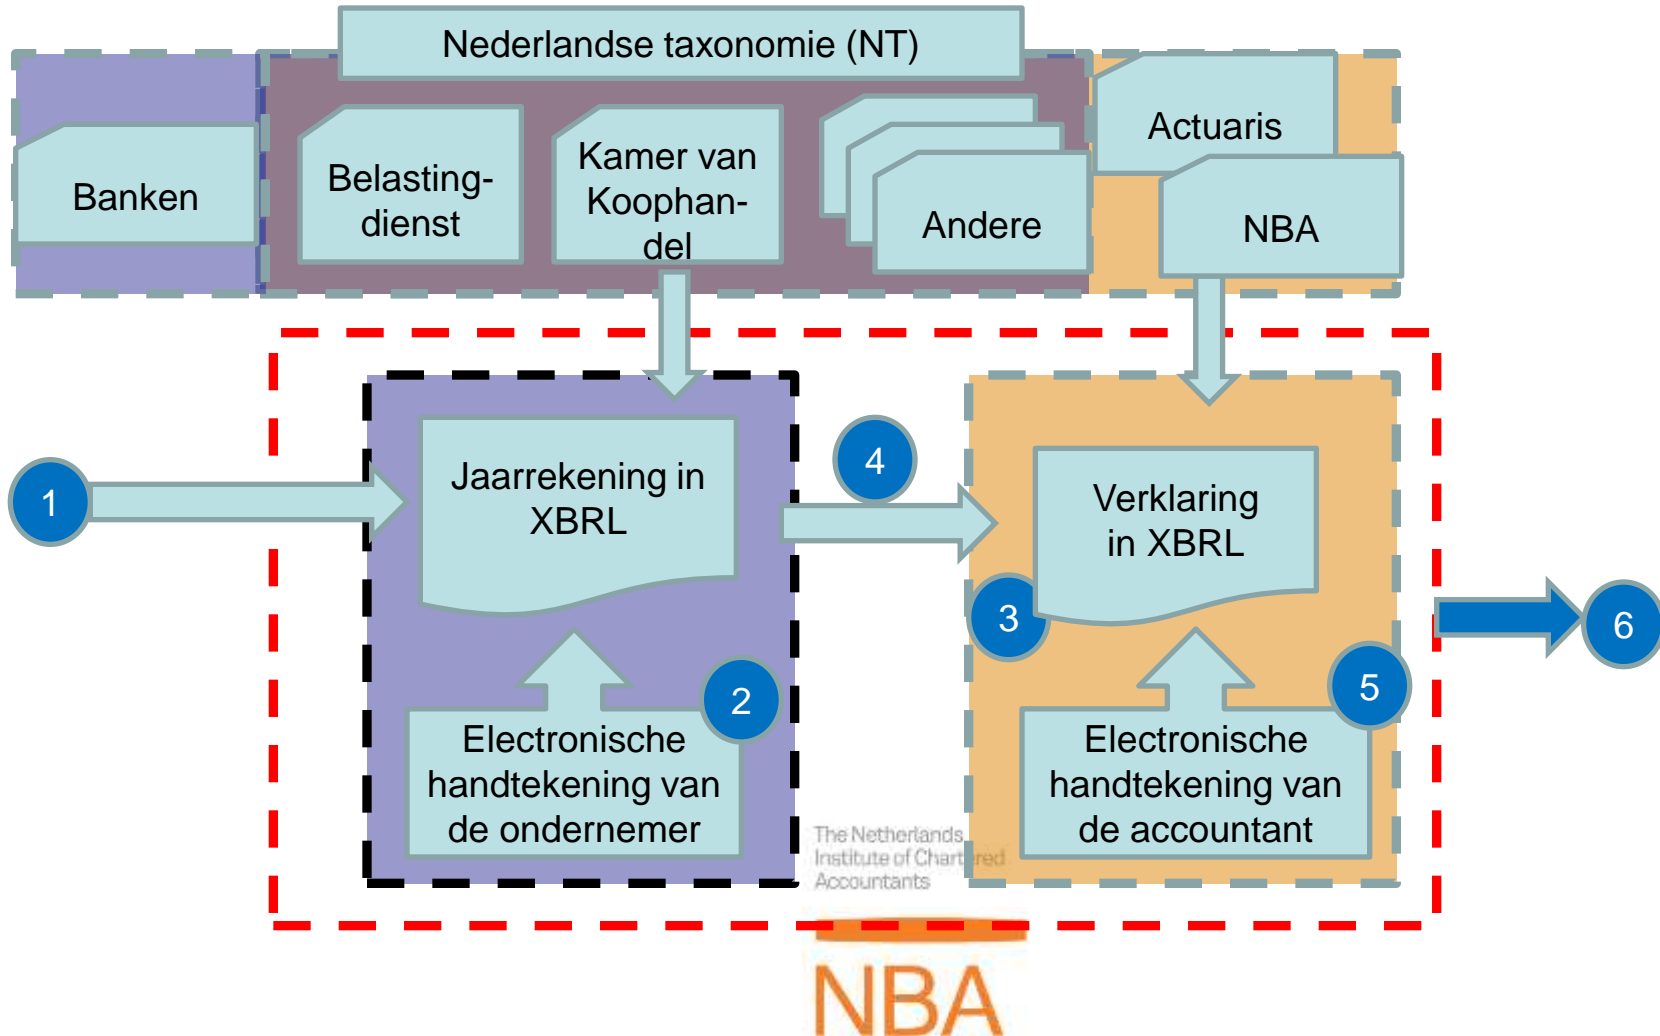 Nederlandse taxonomie (NT)
Banken
Belasting-
dienst
Kamer van
Koophan-
del
Andere
Actuaris
NBA
1
Jaarrekening in
XBRL
4
Verklaring
in XBRL
3
6
2
Electronische
handtekening van
de ondernemer
5
Electronische
handtekening van
de accountant
The Netherlands
Institute of Chartered
Accountants
NBA